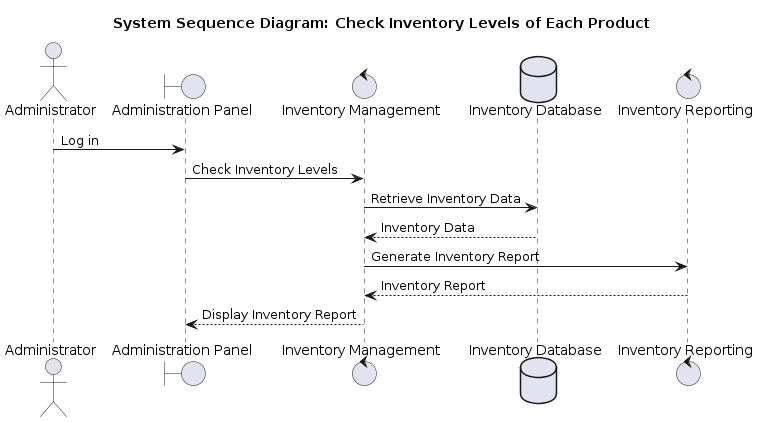 System Sequence Diagram: Check Inventory Levels of Each Product
Administrator Administration Panel Inventory Management Inventory Database Inventory Reporting
Log in
Check Inventory Levels
Retrieve Inventory Data
Inventory Data
Generate Inventory Report
Inventory Report
Display Inventory Report
Administrator Administration Panel Inventory Management Inventory Database Inventory Reporting